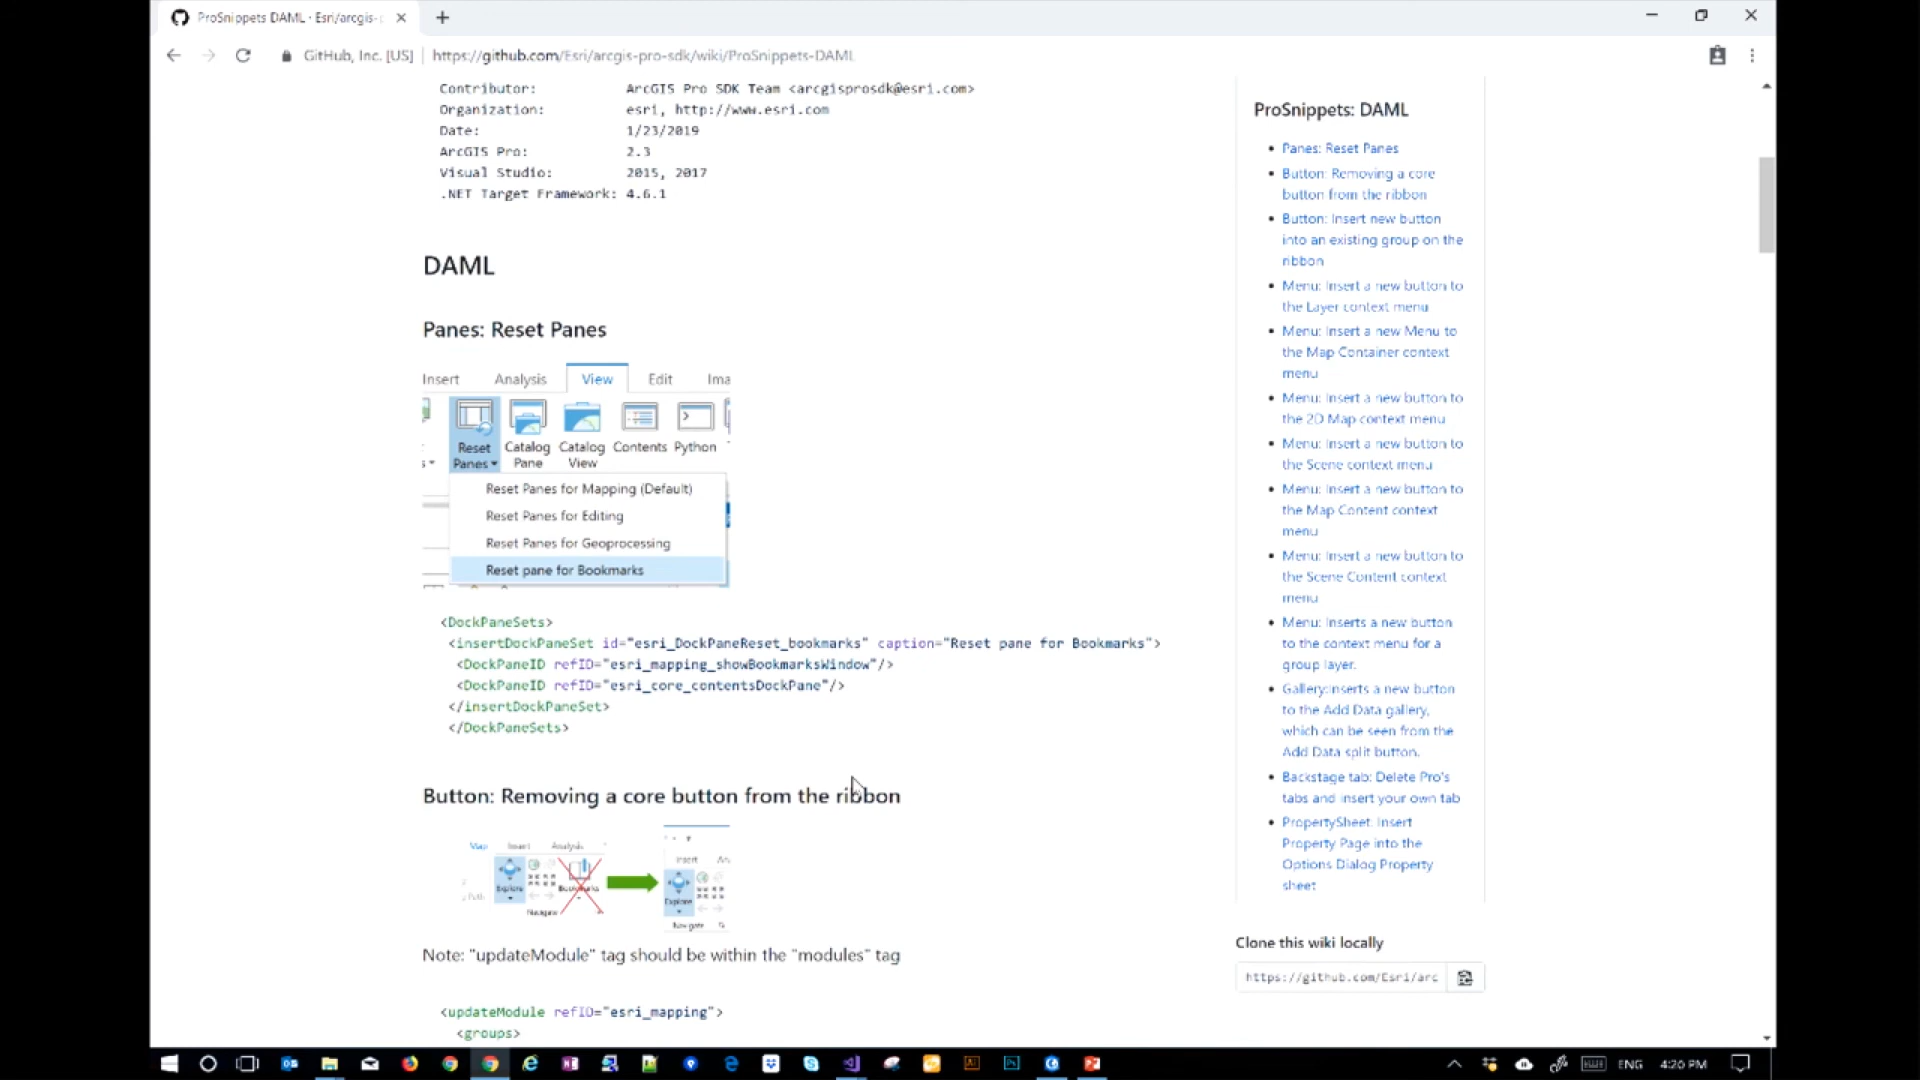 ProSnippets DAML · Esri/arcgis-p
GitHub, Inc. [US]
https://github.com/Esri/arcgis-pro-sdk/wiki/ProSnippets-DAML
Contributor: ArcGIS Pro SDK Team <arcgisprosdk@esri.com>
Organization: esri, http://www.esri.com
Date: 1/23/2019
ArcGIS Pro: 2.3
Visual Studio: 2015, 2017
.NET Target Framework: 4.6.1
DAML
Panes: Reset Panes
Insert Analysis View Edit Ima
Reset Panes
Catalog Pane
Catalog View
Contents
Python
Reset Panes for Mapping (Default)
Reset Panes for Editing
Reset Panes for Geoprocessing
Reset pane for Bookmarks
<DockPaneSets>
<insertDockPaneSet id="esri_DockPaneReset_bookmarks" caption="Reset pane for Bookmarks">
<DockPaneID refID="esri_mapping_showBookmarksWindow"/>
<DockPaneID refID="esri_core_contentsDockPane"/>
</insertDockPaneSet>
</DockPaneSets>
Button: Removing a core button from the ribbon
Map Insert Analysis
Explore
Bookmarks
Navigate
Insert An
Explore
Navigate
Note: "updateModule" tag should be within the "modules" tag
<updateModule refID="esri_mapping">
<groups>
ProSnippets: DAML
Panes: Reset Panes
Button: Removing a core
button from the ribbon
Button: Insert new button
into an existing group on the
ribbon
Menu: Insert a new button to
the Layer context menu
Menu: Insert a new Menu to
the Map Container context
menu
Menu: Insert a new button to
the 2D Map context menu
Menu: Insert a new button to
the Scene context menu
Menu: Insert a new button to
the Map Content context
menu
Menu: Insert a new button to
the Scene Content context
menu
Menu: Inserts a new button
to the context menu for a
group layer.
Gallery:Inserts a new button
to the Add Data gallery,
which can be seen from the
Add Data split button.
Backstage tab: Delete Pro's
tabs and insert your own tab
PropertySheet: Insert
Property Page into the
Options Dialog Property
sheet
Clone this wiki locally
https://github.com/Esri/arc
ENG 4:20 PM